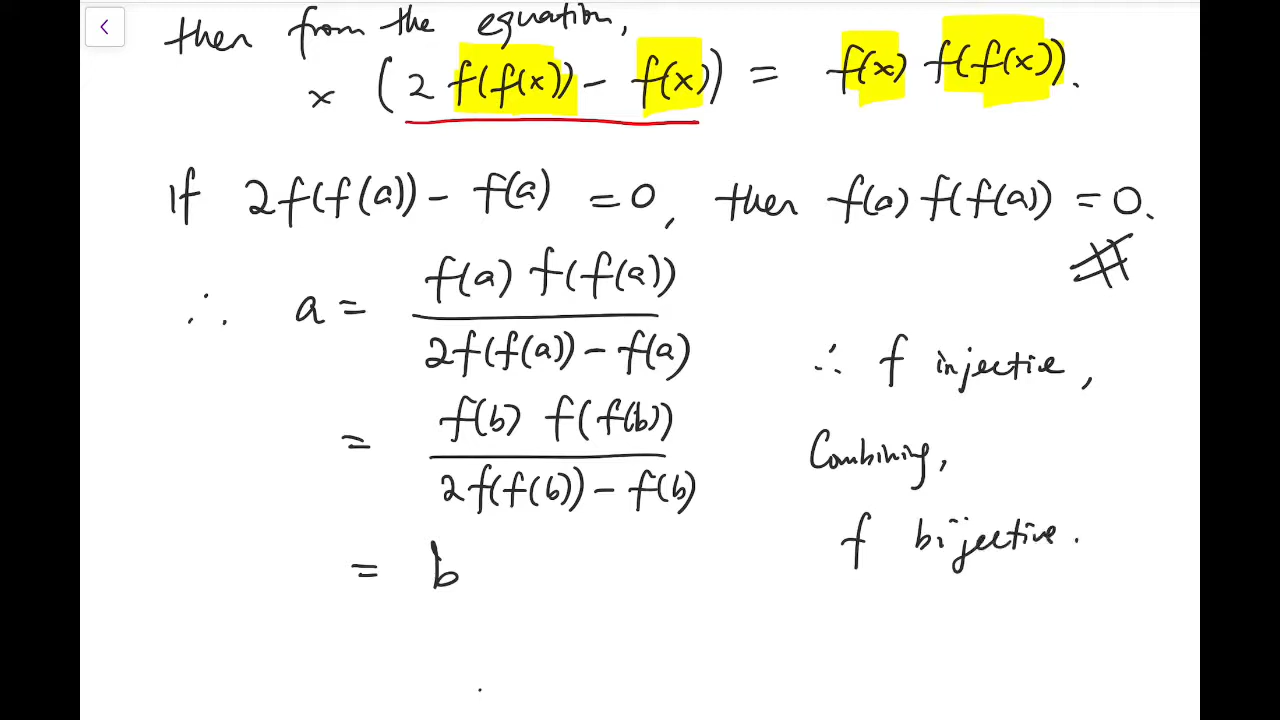 then from the equation,
x (2 f(f(x)) - f(x)) = f(x) f(f(x)).
If 2f(f(a)) - f(a) = 0, then f(a) f(f(a)) = 0.
∴ a = f(a) f(f(a)) / 2f(f(a)) - f(a)
∴ f injective,
= f(b) f(f(b)) / 2f(f(b)) - f(b)
Combining,
= b
f bijective.